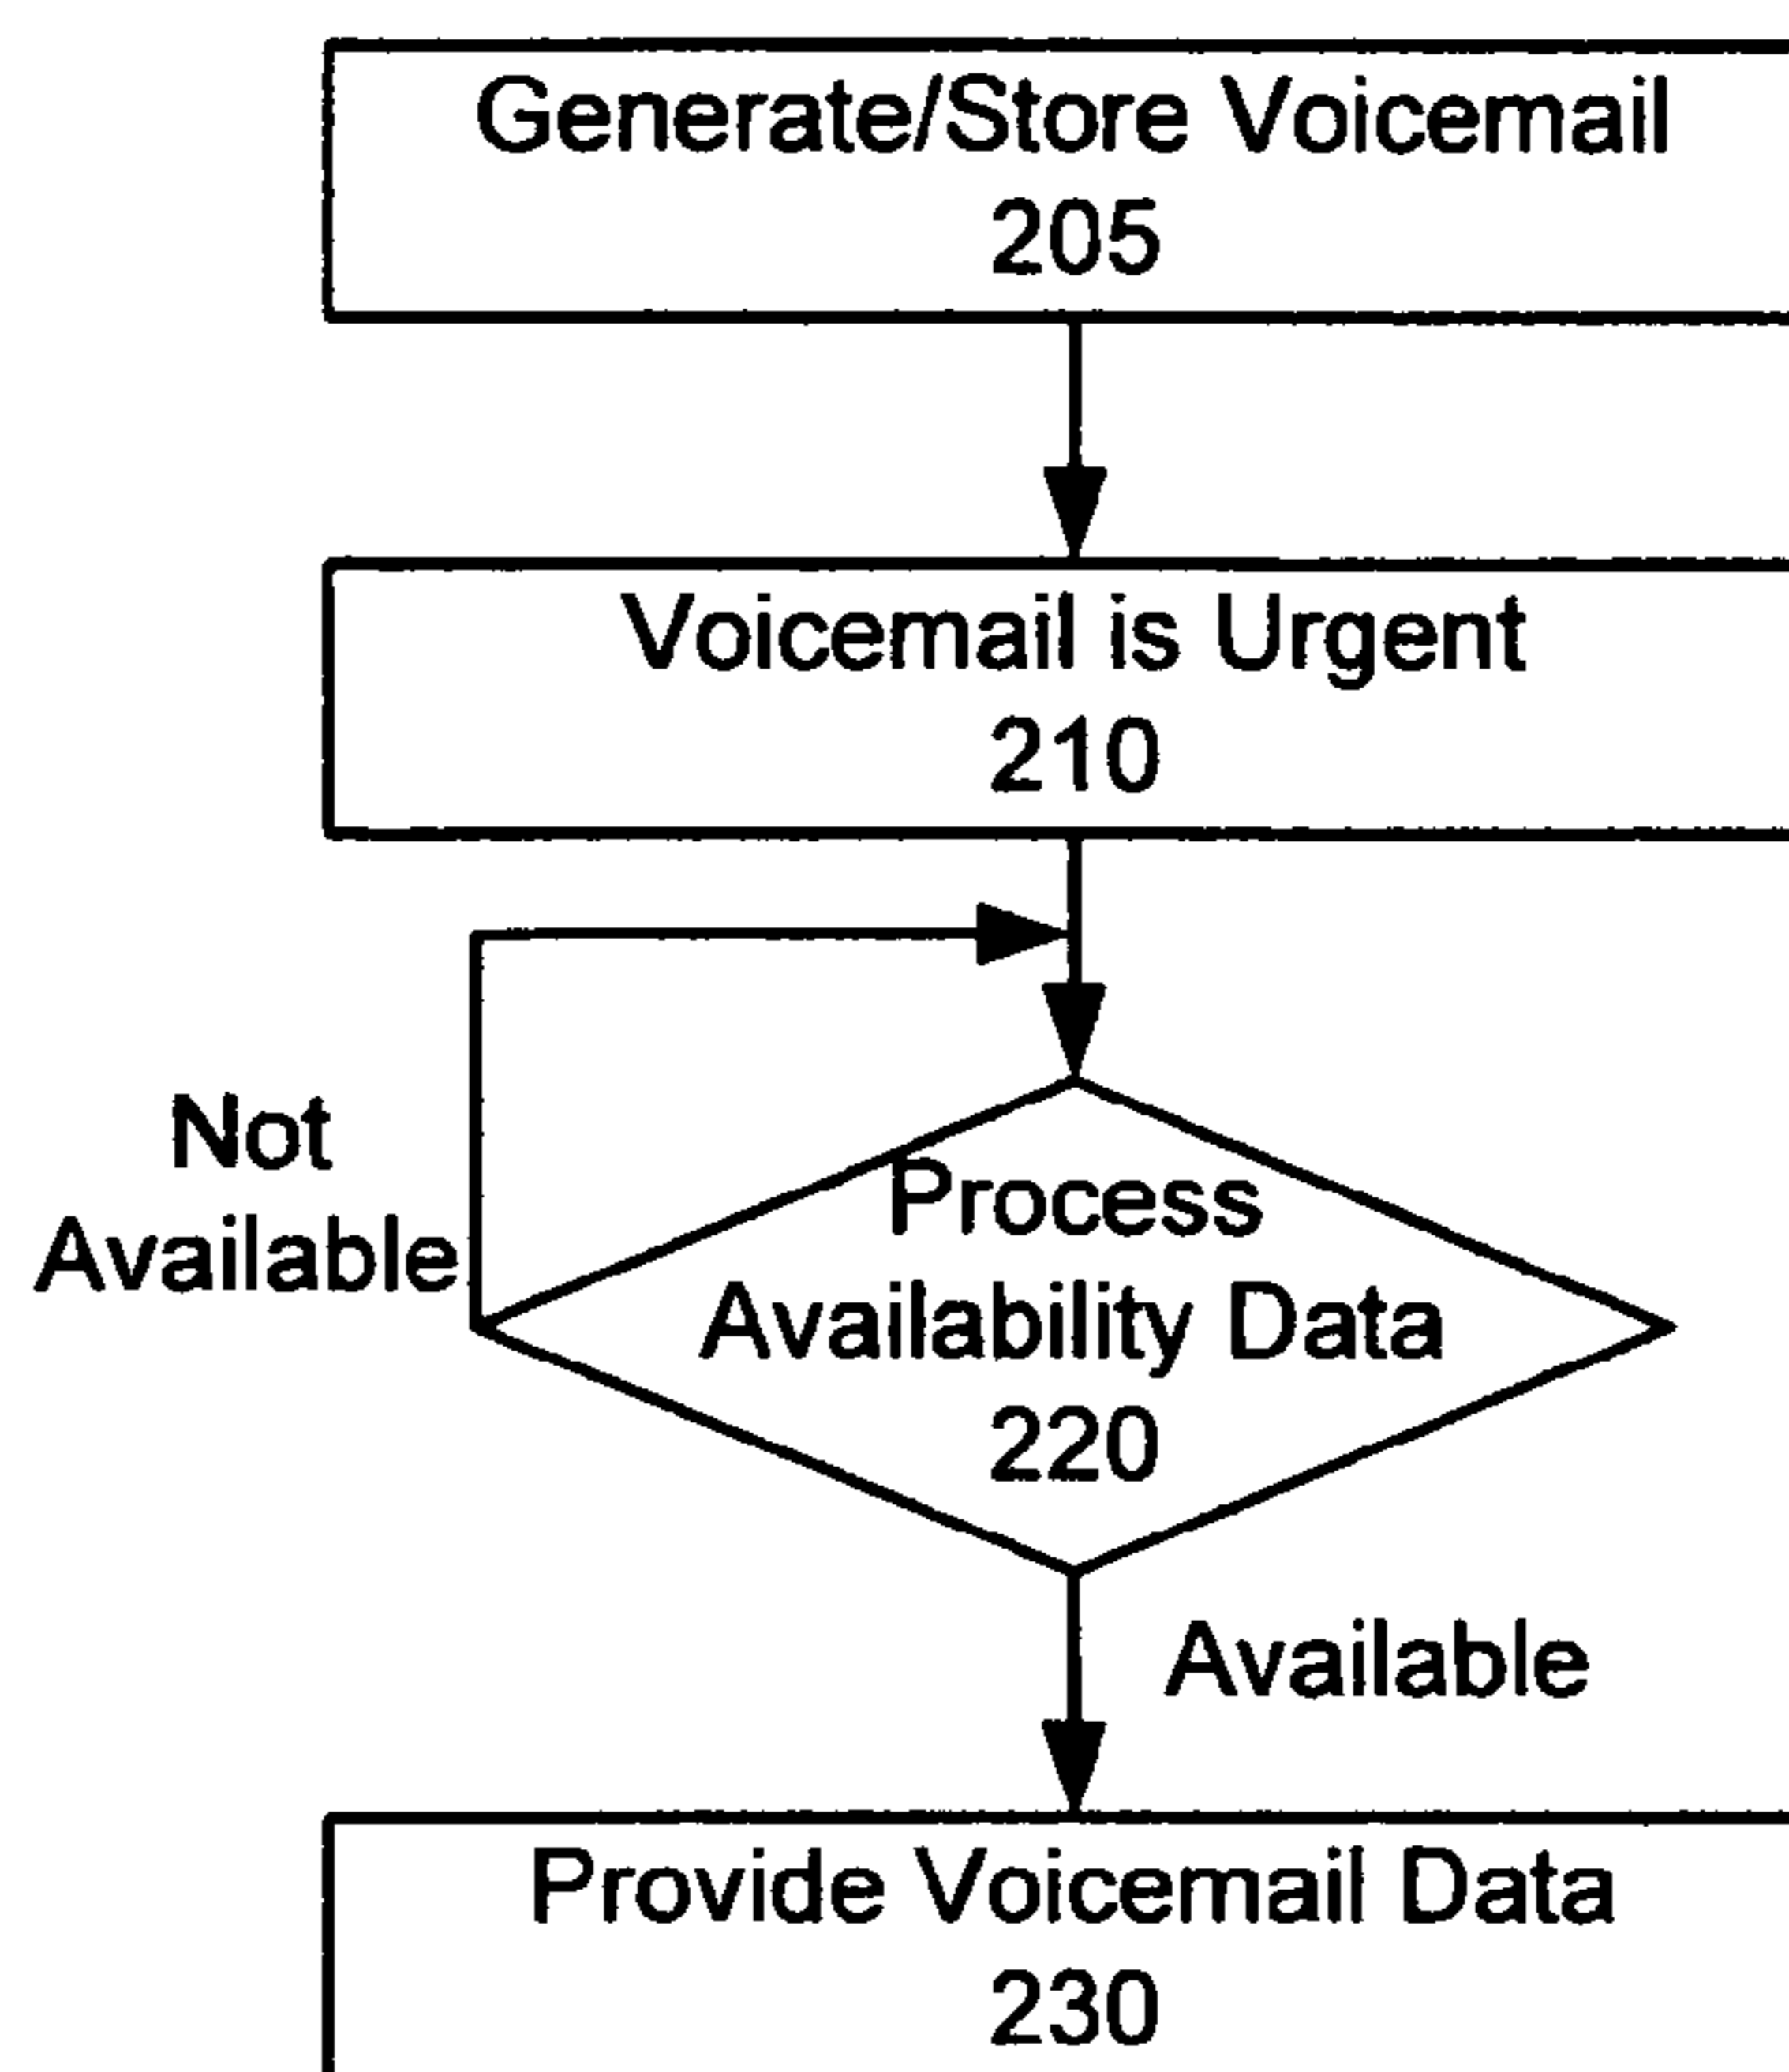 Generate/Store Voicemail
205
Voicemail is Urgent
210
Not
Available
Process
Availability Data
220
Available
Provide Voicemail Data
230